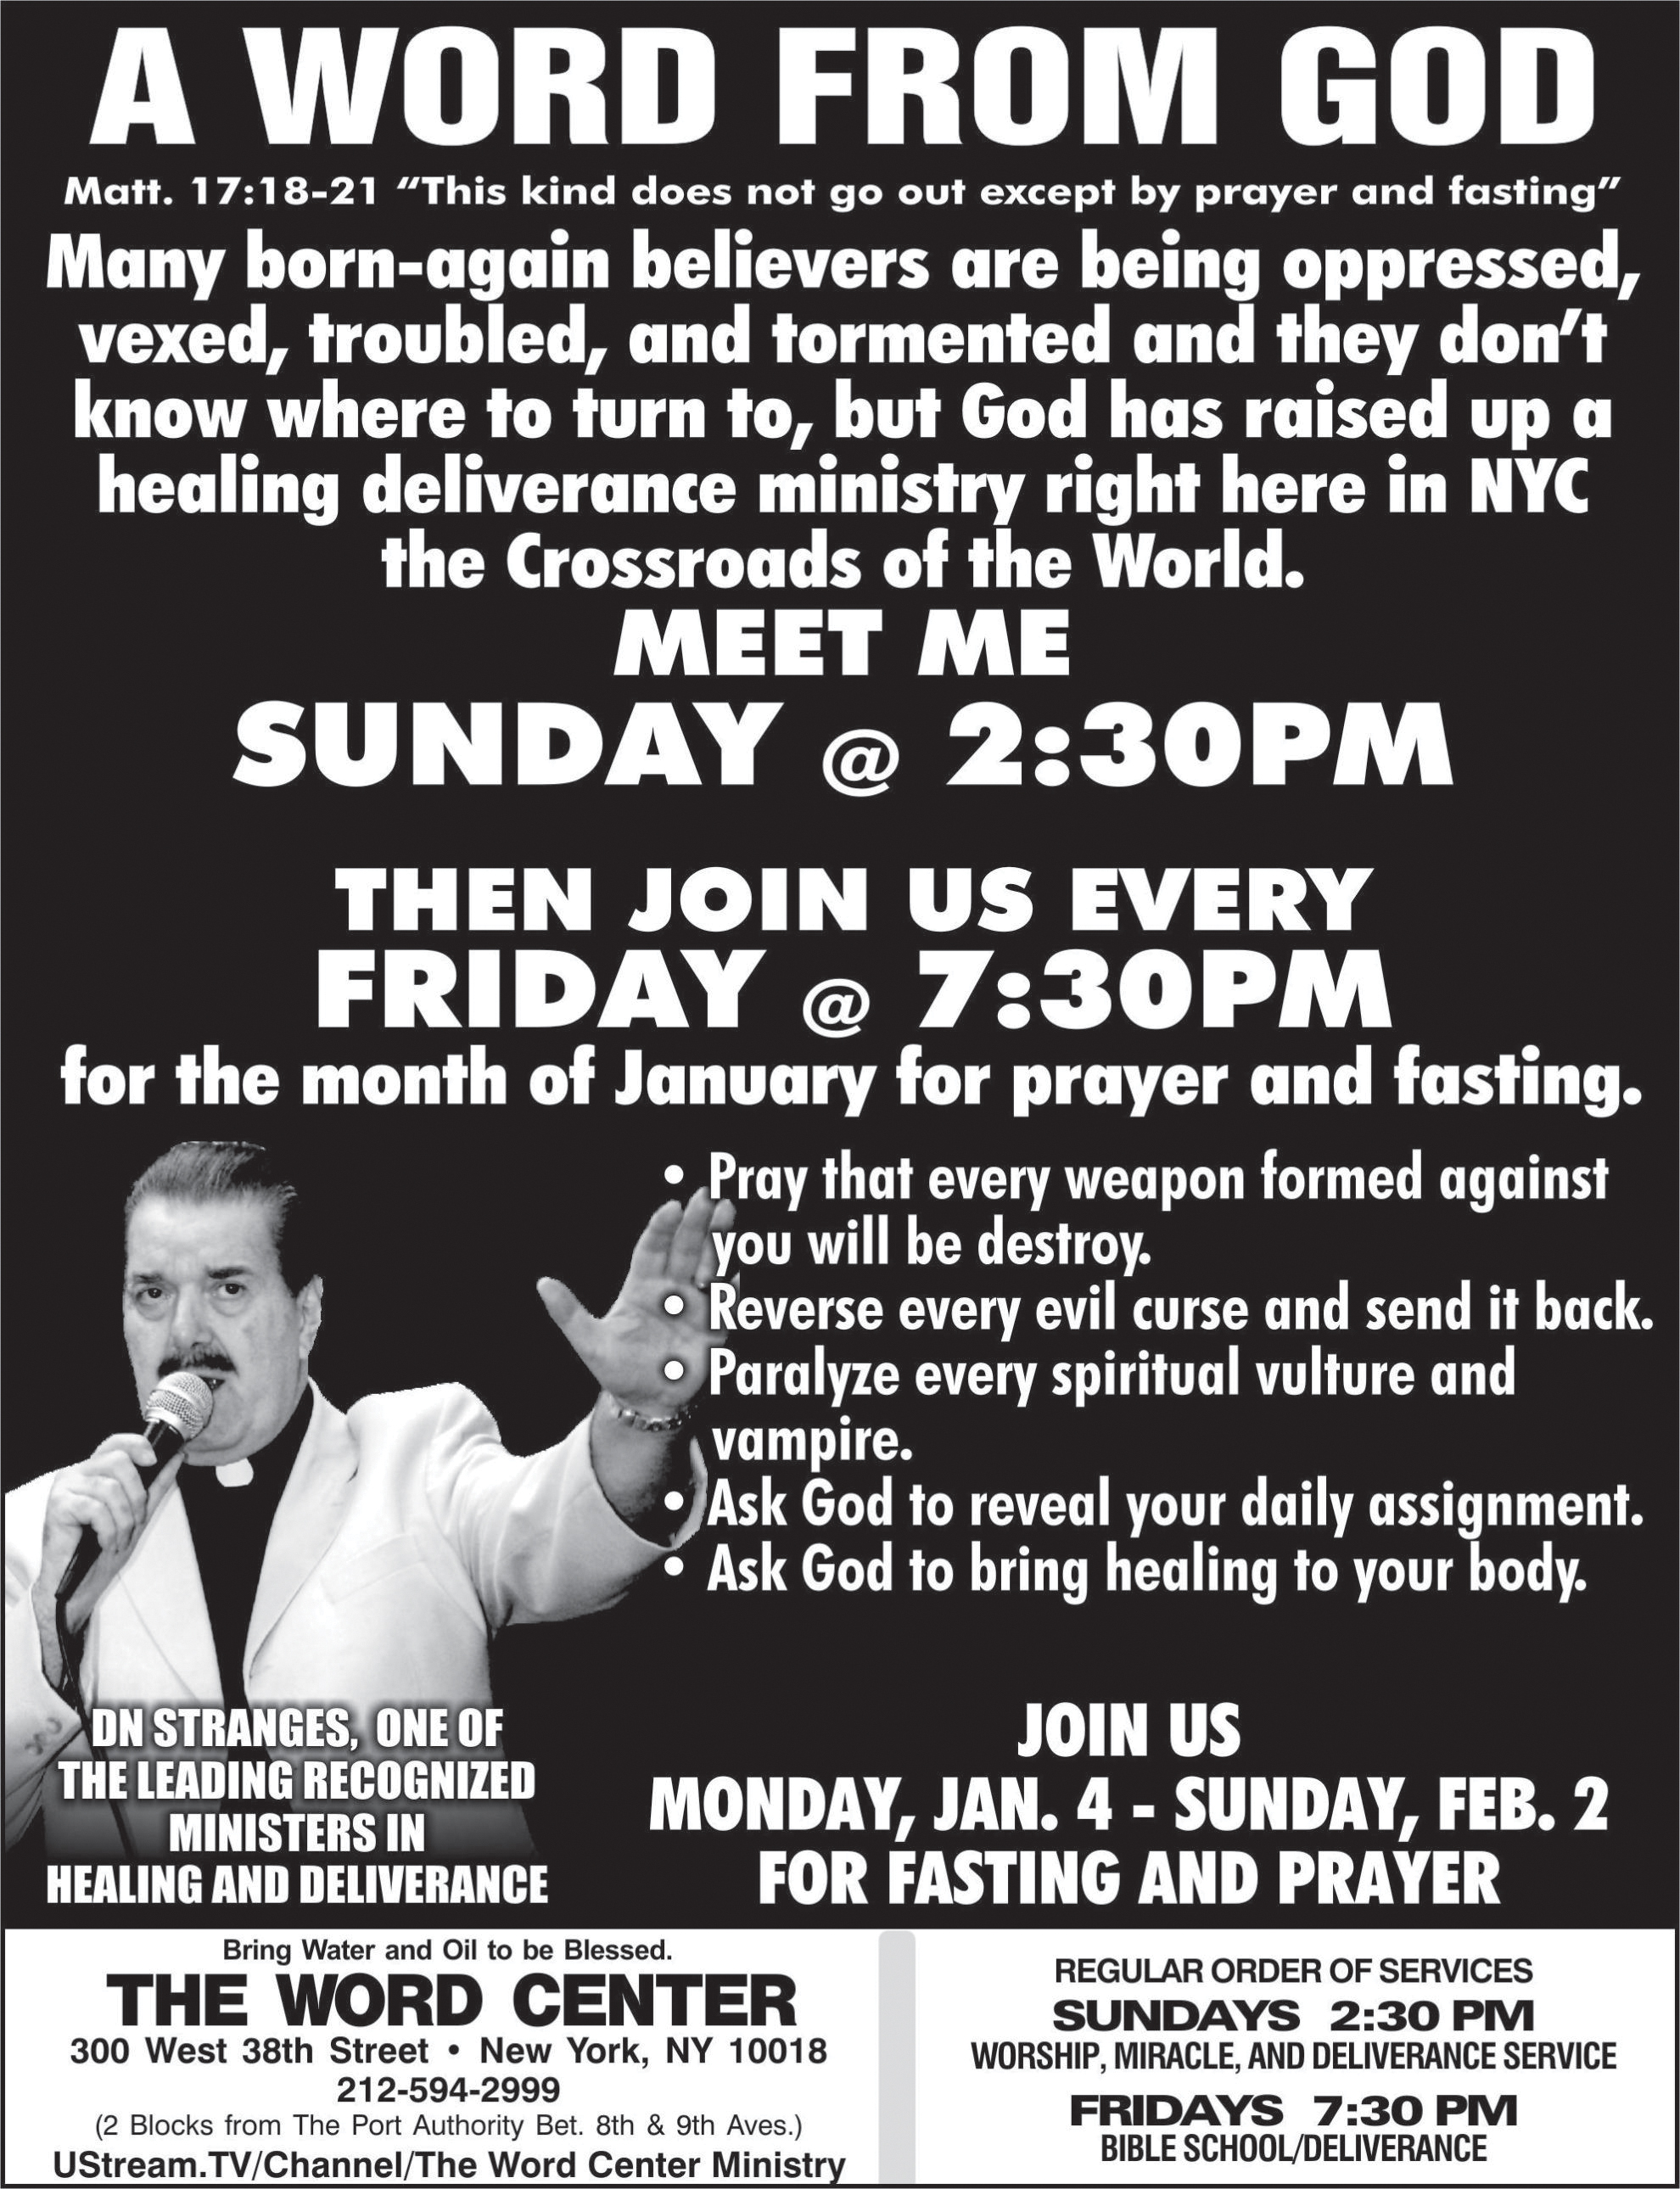 A WORD FROM GOD
Matt. 17:18-21 “This kind does not go out except by prayer and fasting”
Many born-again believers are being oppressed,
vexed, troubled, and tormented and they don’t
know where to turn to, but God has raised up a
healing deliverance ministry right here in NYC
the Crossroads of the World.
MEET ME
SUNDAY @ 2:30PM
THEN JOIN US EVERY
FRIDAY @ 7:30PM
for the month of January for prayer and fasting.
• Pray that every weapon formed against
you will be destroy.
• Reverse every evil curse and send it back.
• Paralyze every spiritual vulture and
vampire.
• Ask God to reveal your daily assignment.
• Ask God to bring healing to your body.
DN STRANGES, ONE OF
THE LEADING RECOGNIZED
MINISTERS IN
HEALING AND DELIVERANCE
JOIN US
MONDAY, JAN. 4 - SUNDAY, FEB. 2
FOR FASTING AND PRAYER
Bring Water and Oil to be Blessed.
THE WORD CENTER
300 West 38th Street • New York, NY 10018
212-594-2999
(2 Blocks from The Port Authority Bet. 8th & 9th Aves.)
UStream.TV/Channel/The Word Center Ministry
REGULAR ORDER OF SERVICES
SUNDAYS 2:30 PM
WORSHIP, MIRACLE, AND DELIVERANCE SERVICE
FRIDAYS 7:30 PM
BIBLE SCHOOL/DELIVERANCE